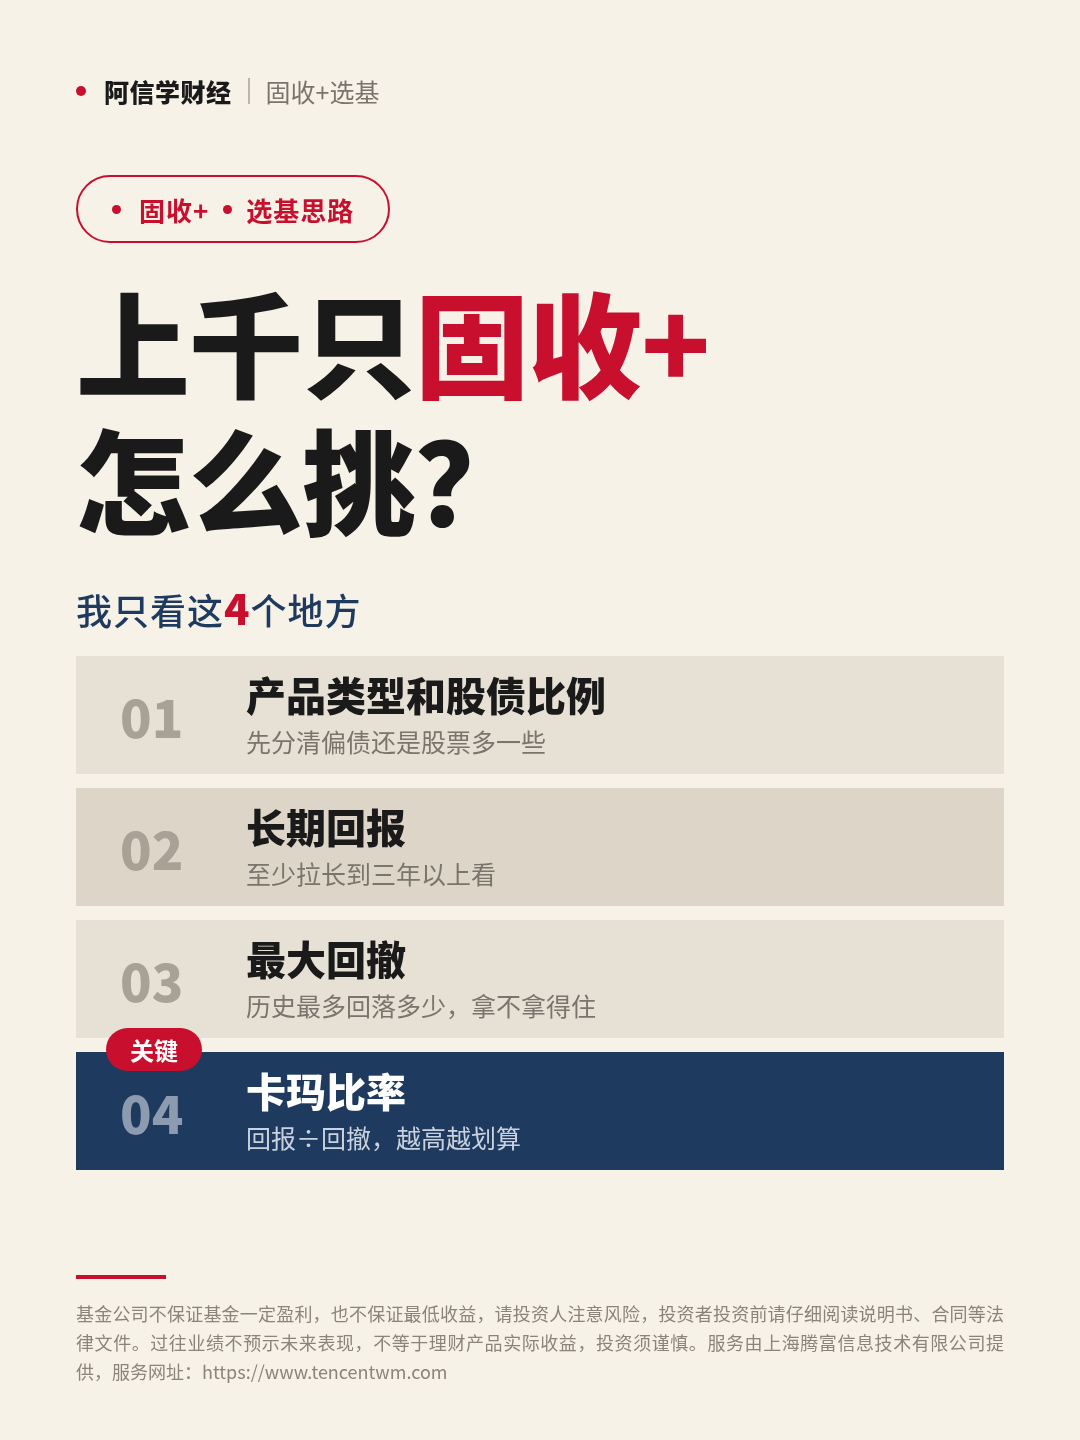 阿信学财经 | 固收+选基
• 固收+ • 选基思路
上千只固收+
怎么挑?
我只看这4个地方
01
产品类型和股债比例
先分清偏债还是股票多一些
02
长期回报
至少拉长到三年以上看
03
最大回撤
历史最多回落多少，拿不拿得住
关键
04
卡玛比率
回报÷回撤，越高越划算
基金公司不保证基金一定盈利，也不保证最低收益，请投资人注意风险，投资者投资前请仔细阅读说明书、合同等法
律文件。过往业绩不预示未来表现，不等于理财产品实际收益，投资须谨慎。服务由上海腾富信息技术有限公司提
供，服务网址：https://www.tencentwm.com